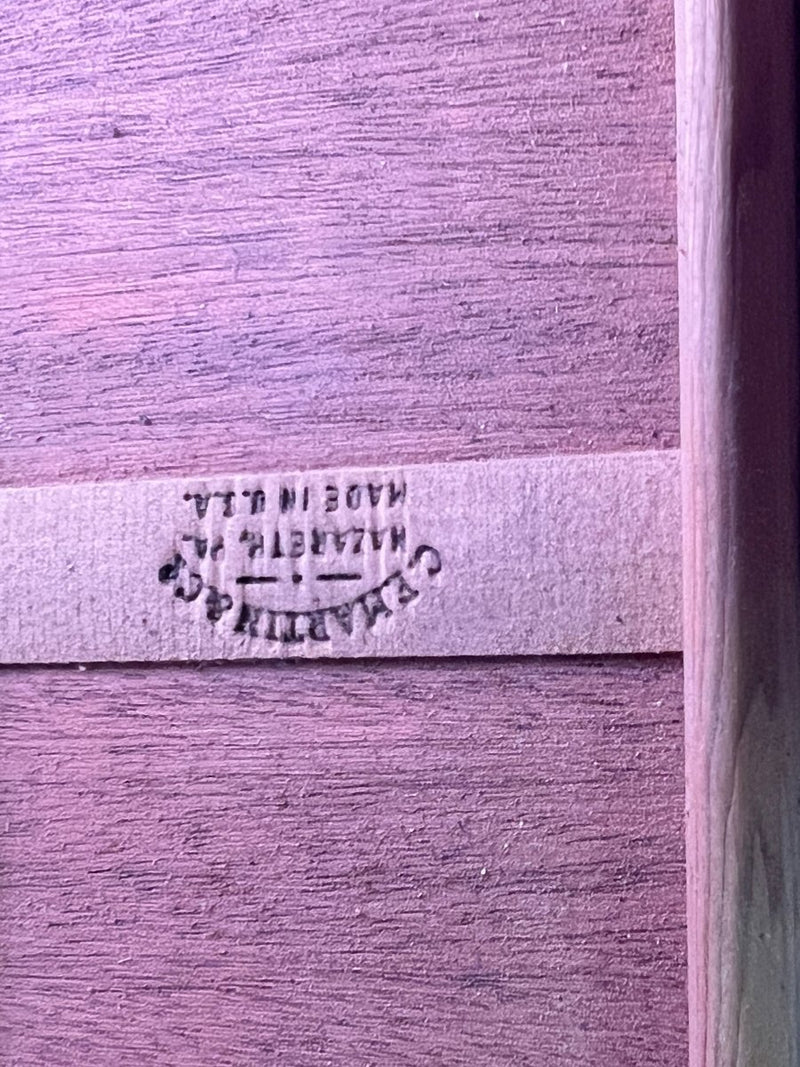 C.F. MARTIN & Co
NAZARETH, PA.
MADE IN U.S.A.